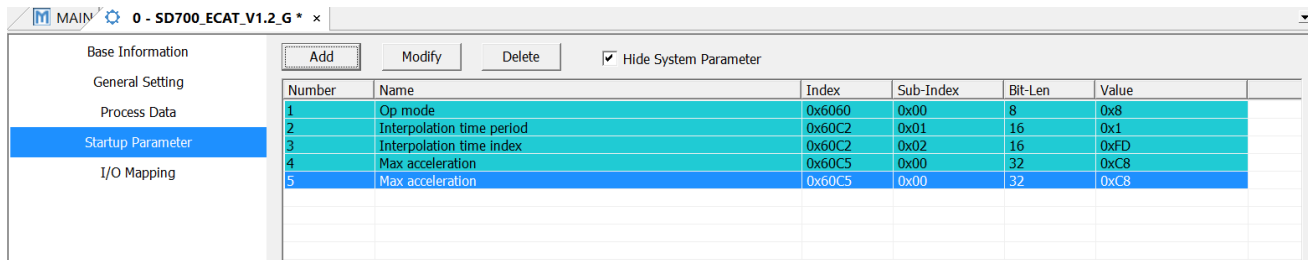 MAIN 0 - SD700_ECAT_V1.2_G * ×
Base Information
General Setting
Process Data
Startup Parameter
I/O Mapping
Add Modify Delete Hide System Parameter
Number Name Index Sub-Index Bit-Len Value
1 Op mode 0x6060 0x00 8 0x8
2 Interpolation time period 0x60C2 0x01 16 0x1
3 Interpolation time index 0x60C2 0x02 16 0xFD
4 Max acceleration 0x60C5 0x00 32 0xC8
5 Max acceleration 0x60C5 0x00 32 0xC8